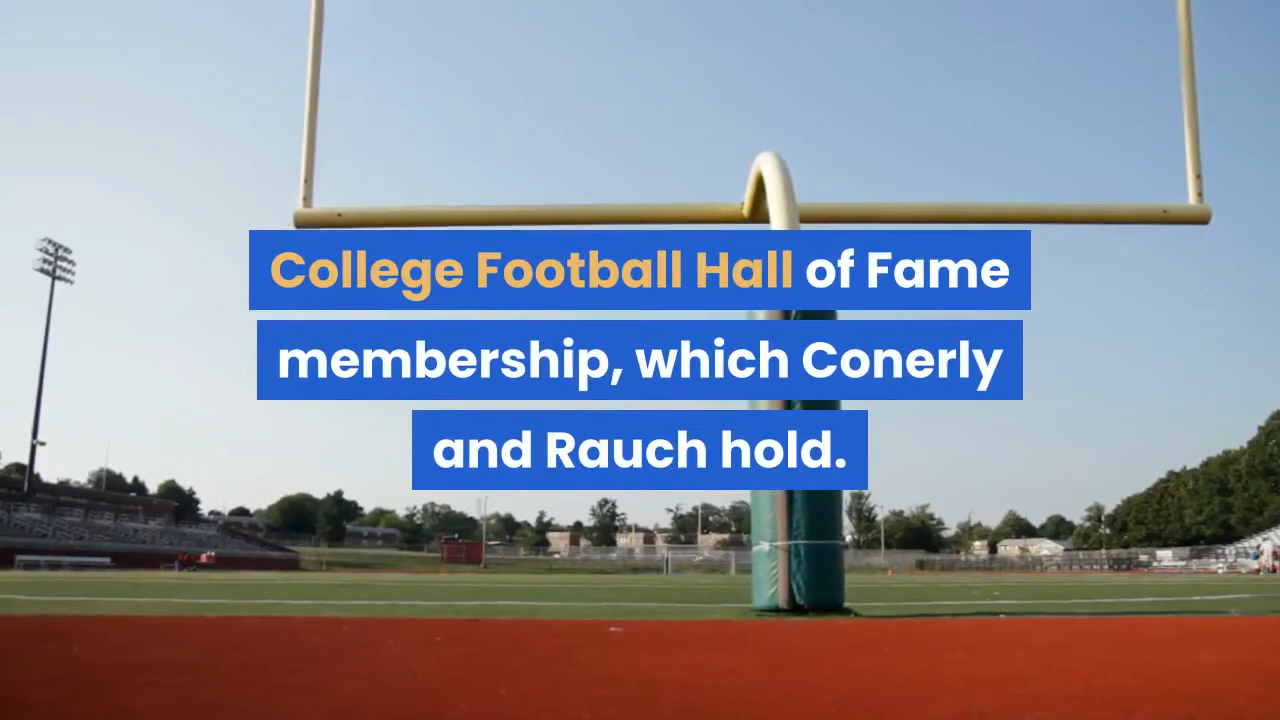 College Football Hall of Fame
membership, which Conerly
and Rauch hold.